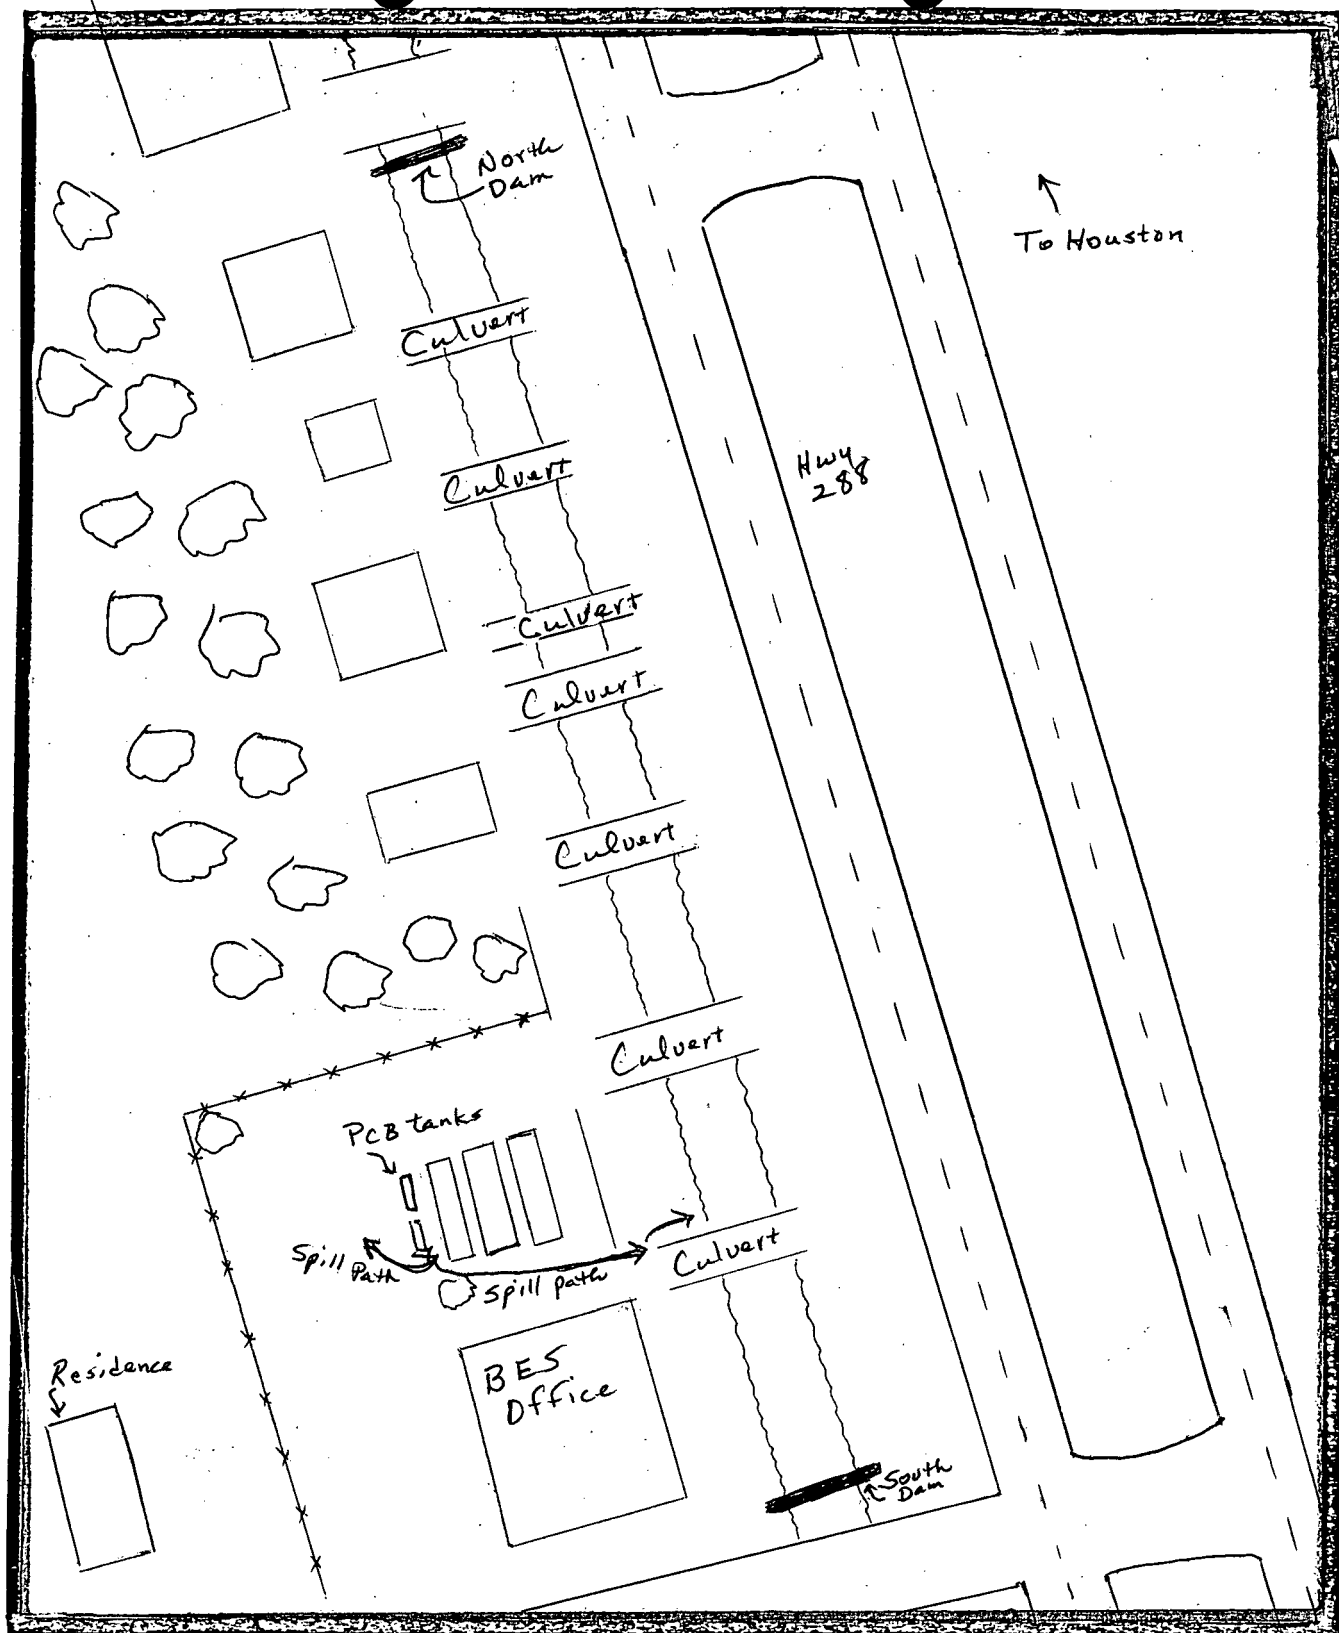 North
Dam
To Houston
Culvert
Hwy
288
Culvert
Culvert
Culvert
Culvert
Culvert
PCB tanks
Spill
Path
Spill path
Culvert
BES
Office
Residence
South
Dam